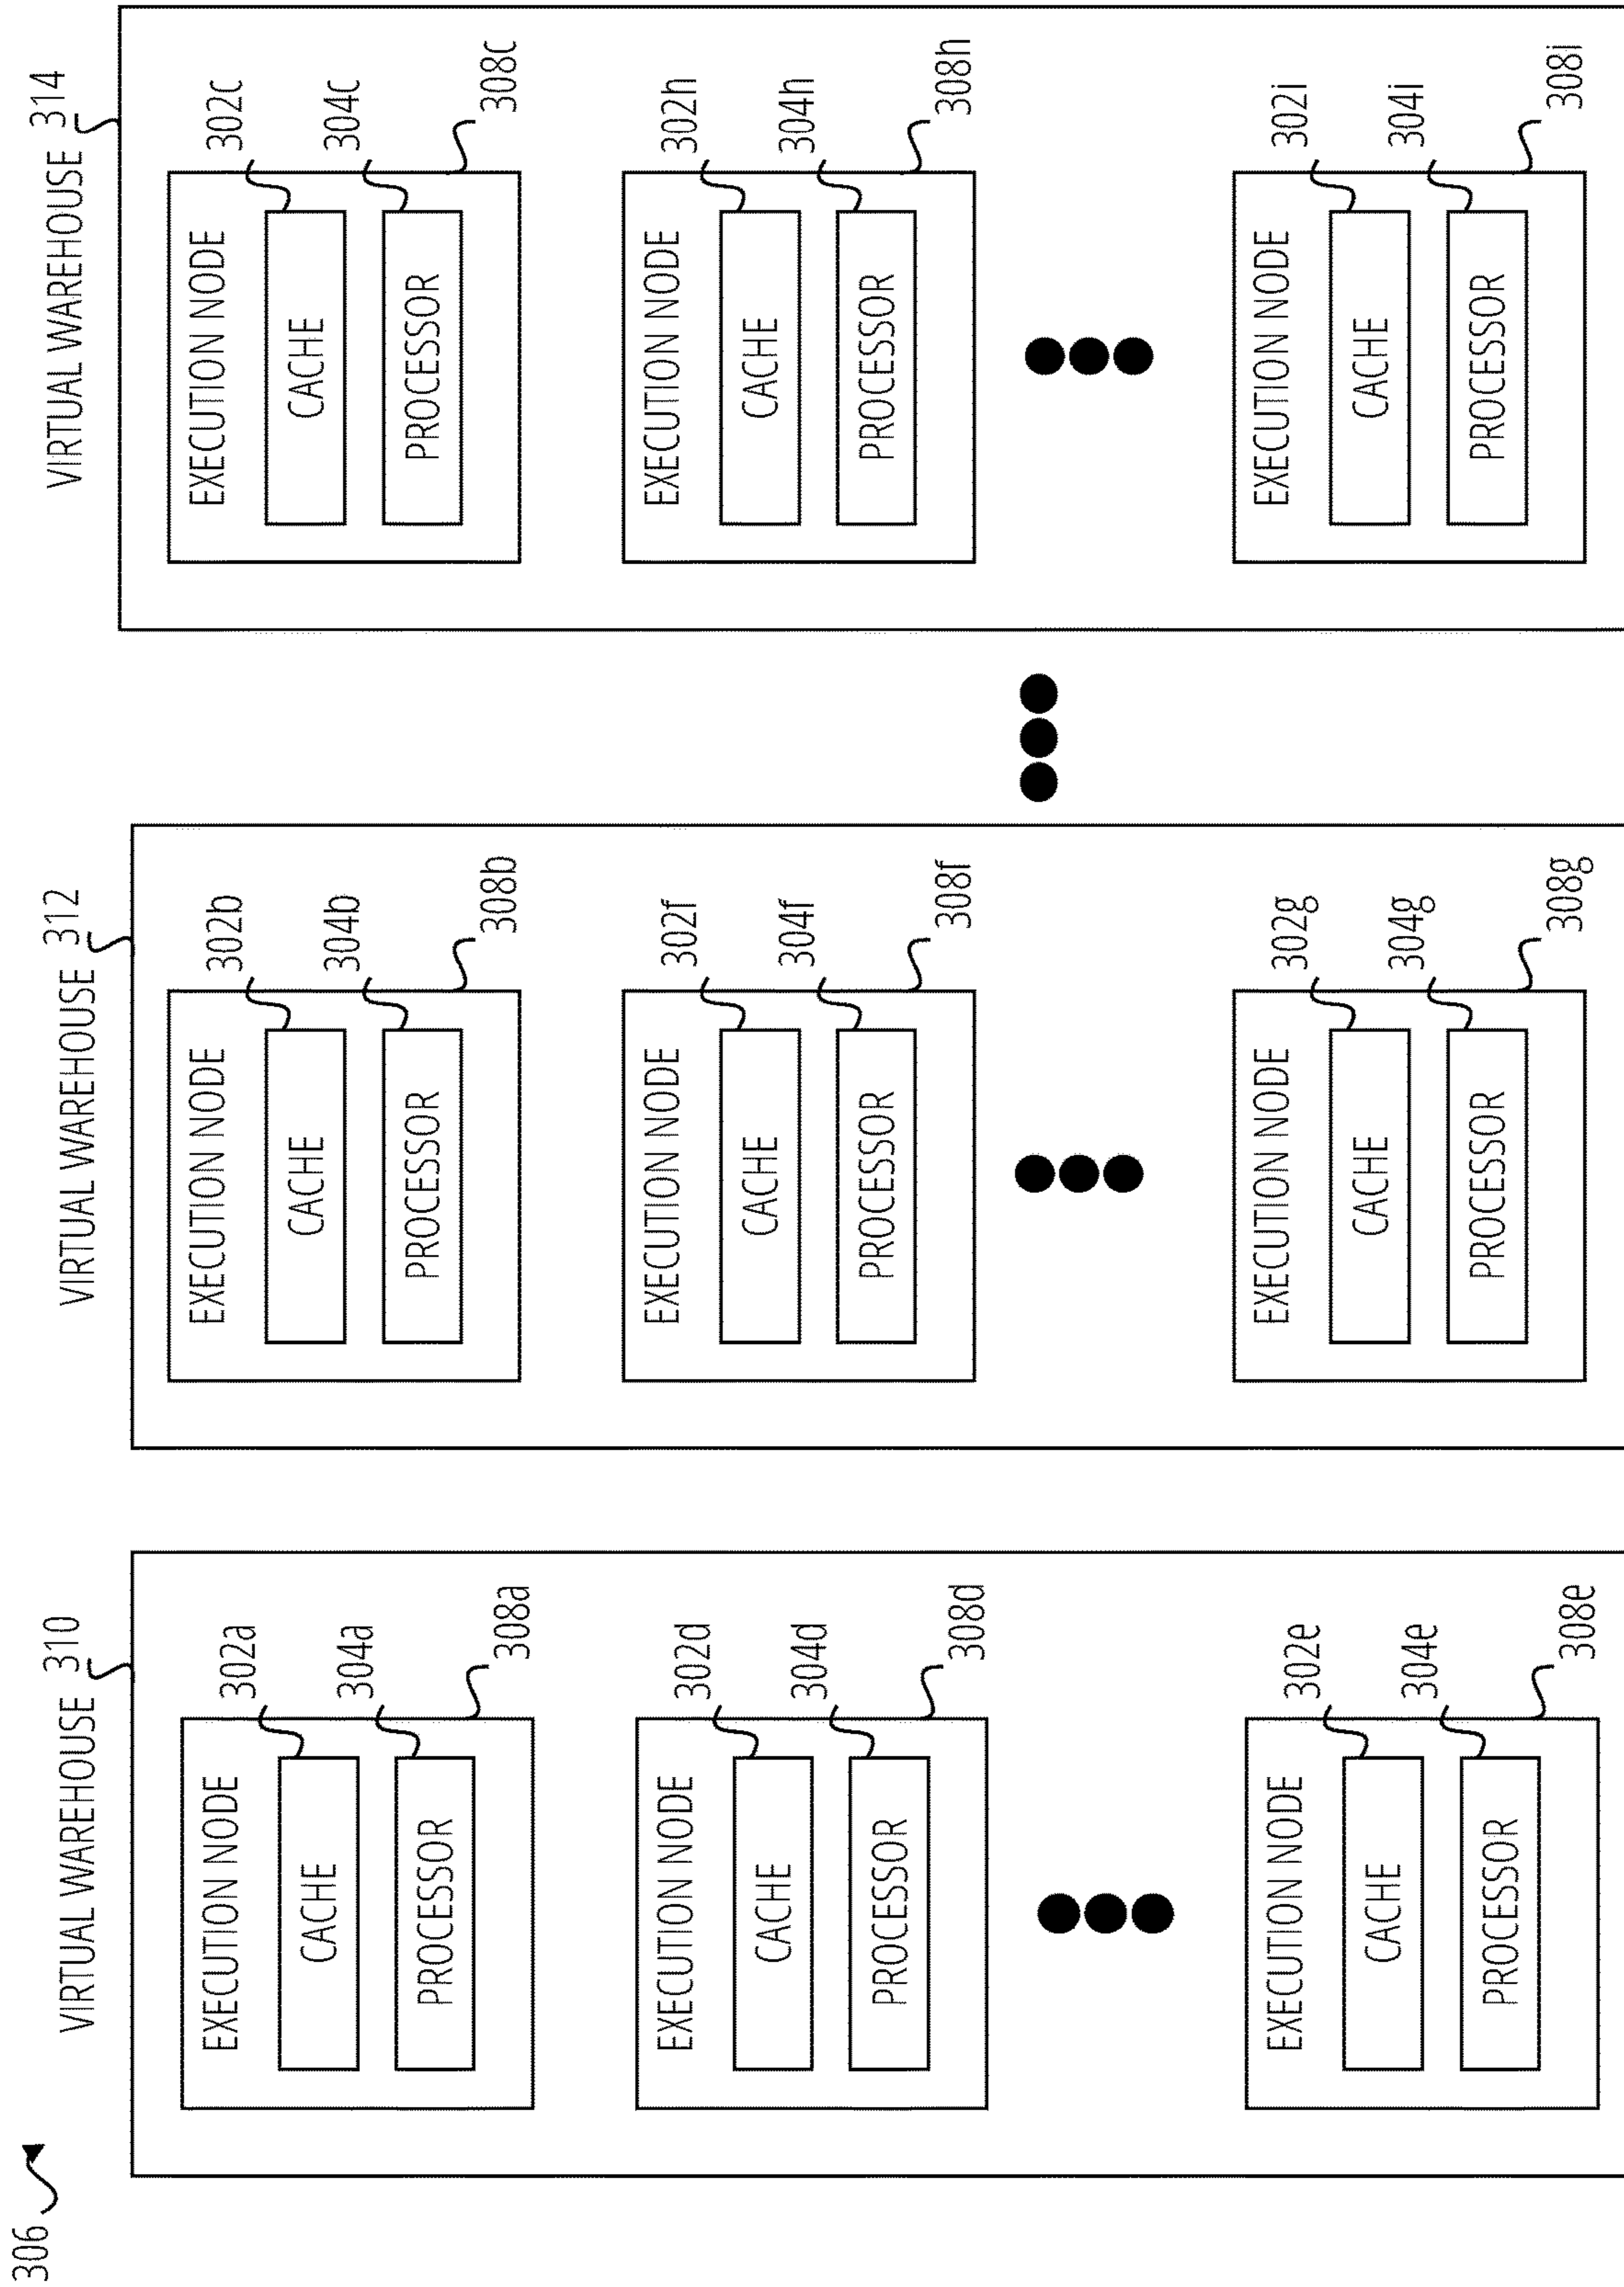 306
VIRTUAL WAREHOUSE 310
EXECUTION NODE
CACHE
302a
PROCESSOR
304a
308a
EXECUTION NODE
CACHE
302d
PROCESSOR
304d
308d
EXECUTION NODE
CACHE
302e
PROCESSOR
304e
308e
VIRTUAL WAREHOUSE 312
EXECUTION NODE
CACHE
302b
PROCESSOR
304b
308b
EXECUTION NODE
CACHE
302f
PROCESSOR
304f
308f
EXECUTION NODE
CACHE
302g
PROCESSOR
304g
308g
VIRTUAL WAREHOUSE 314
EXECUTION NODE
CACHE
302c
PROCESSOR
304c
308c
EXECUTION NODE
CACHE
302h
PROCESSOR
304h
308h
EXECUTION NODE
CACHE
302i
PROCESSOR
304i
308i